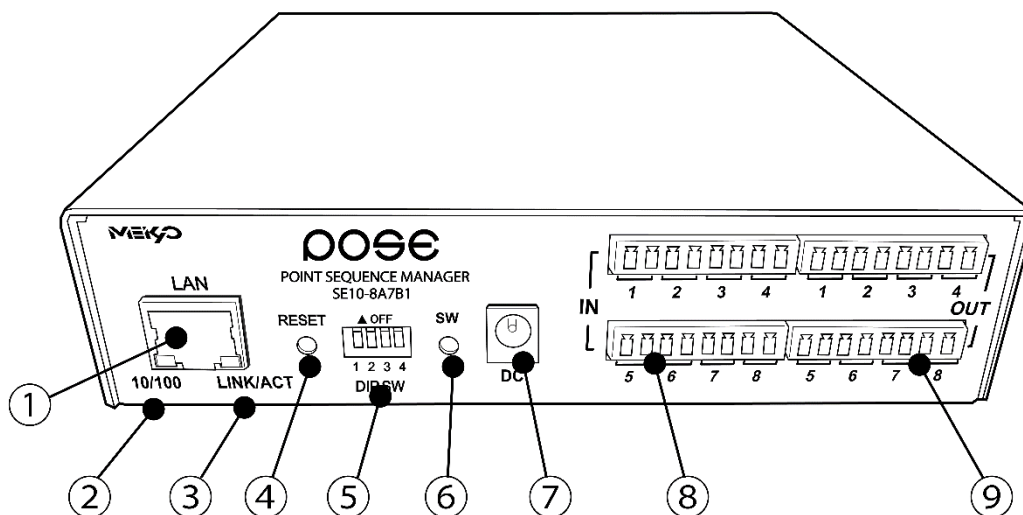 MEIKYO
POSE
POINT SEQUENCE MANAGER
SE10-8A7B1
LAN
10/100
LINK/ACT
RESET
▲OFF
1 2 3 4
DIP SW
SW
DC
IN
1 2 3 4
1 2 3 4
OUT
5 6 7 8
5 6 7 8
1
2
3
4
5
6
7
8
9